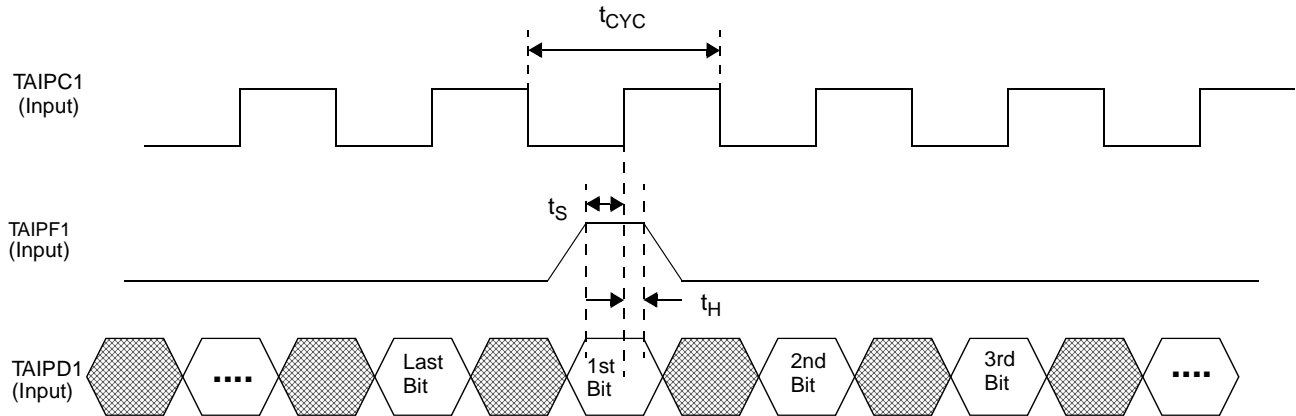 tCYC
TAIPC1
(Input)
tS
TAIPF1
(Input)
tH
TAIPD1
(Input)
....
Last
Bit
1st
Bit
2nd
Bit
3rd
Bit
....